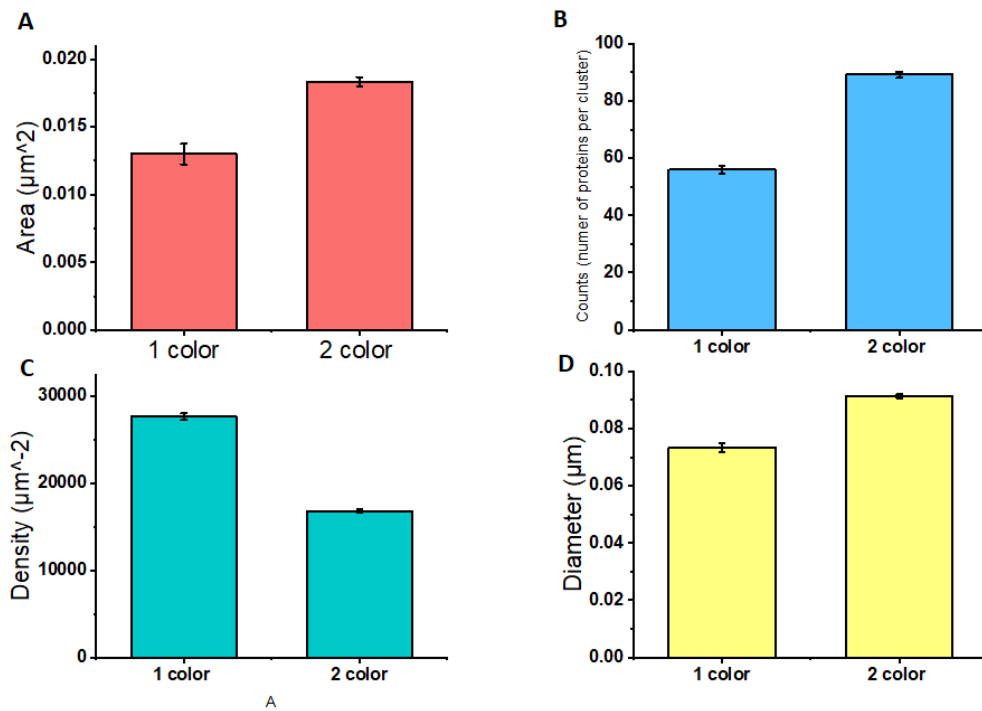 A
Area (µm^2)
0.020
0.015
0.010
0.005
0.000
1 color
2 color
B
Counts (numer of proteins per cluster)
100
80
60
40
20
0
1 color
2 color
C
Density (µm^-2)
30000
20000
10000
0
1 color
2 color
A
D
Diameter (µm)
0.10
0.08
0.06
0.04
0.02
0.00
1 color
2 color